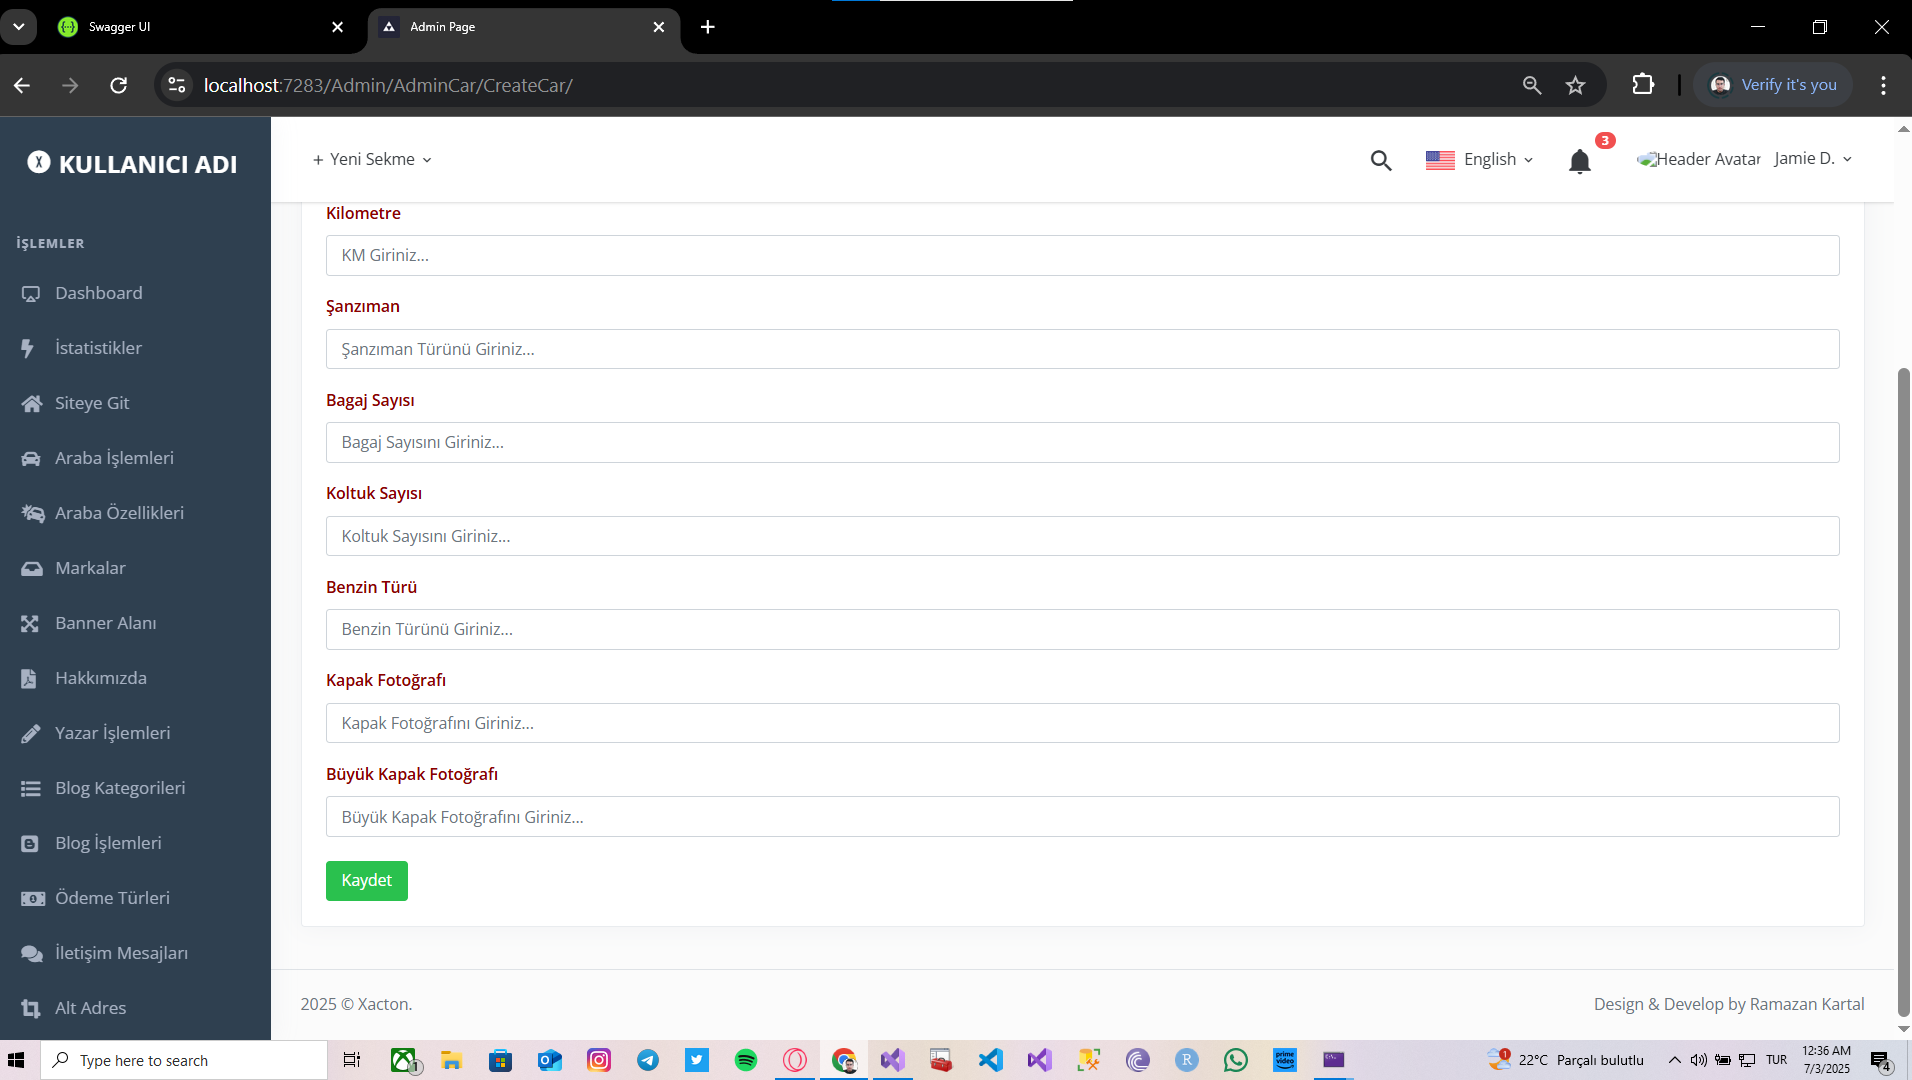 Swagger UI
Admin Page
localhost:7283/Admin/AdminCar/CreateCar/
Verify it's you
X KULLANICI ADI
+ Yeni Sekme
English
3
Header Avatar
Jamie D.
İŞLEMLER
Dashboard
İstatistikler
Siteye Git
Araba İşlemleri
Araba Özellikleri
Markalar
Banner Alanı
Hakkımızda
Yazar İşlemleri
Blog Kategorileri
Blog İşlemleri
Ödeme Türleri
İletişim Mesajları
Alt Adres
Kilometre
KM Giriniz...
Şanzıman
Şanzıman Türünü Giriniz...
Bagaj Sayısı
Bagaj Sayısını Giriniz...
Koltuk Sayısı
Koltuk Sayısını Giriniz...
Benzin Türü
Benzin Türünü Giriniz...
Kapak Fotoğrafı
Kapak Fotoğrafını Giriniz...
Büyük Kapak Fotoğrafı
Büyük Kapak Fotoğrafını Giriniz...
Kaydet
2025 © Xacton.
Design & Develop by Ramazan Kartal
Type here to search
1
R
prime video
1
22°C Parçalı bulutlu
TUR
12:36 AM
7/3/2025
4